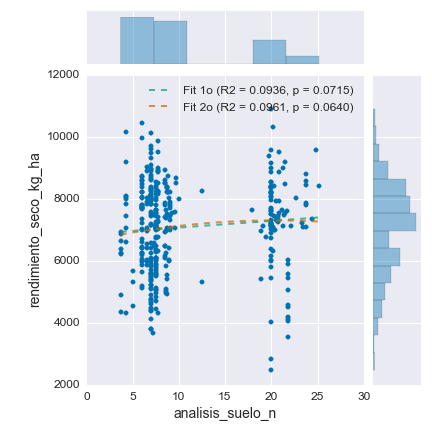 12000
10000
8000
6000
4000
2000
rendimiento_seco_kg_ha
Fit 1o (R2 = 0.0936, p = 0.0715)
Fit 2o (R2 = 0.0961, p = 0.0640)
0 5 10 15 20 25 30
analisis_suelo_n